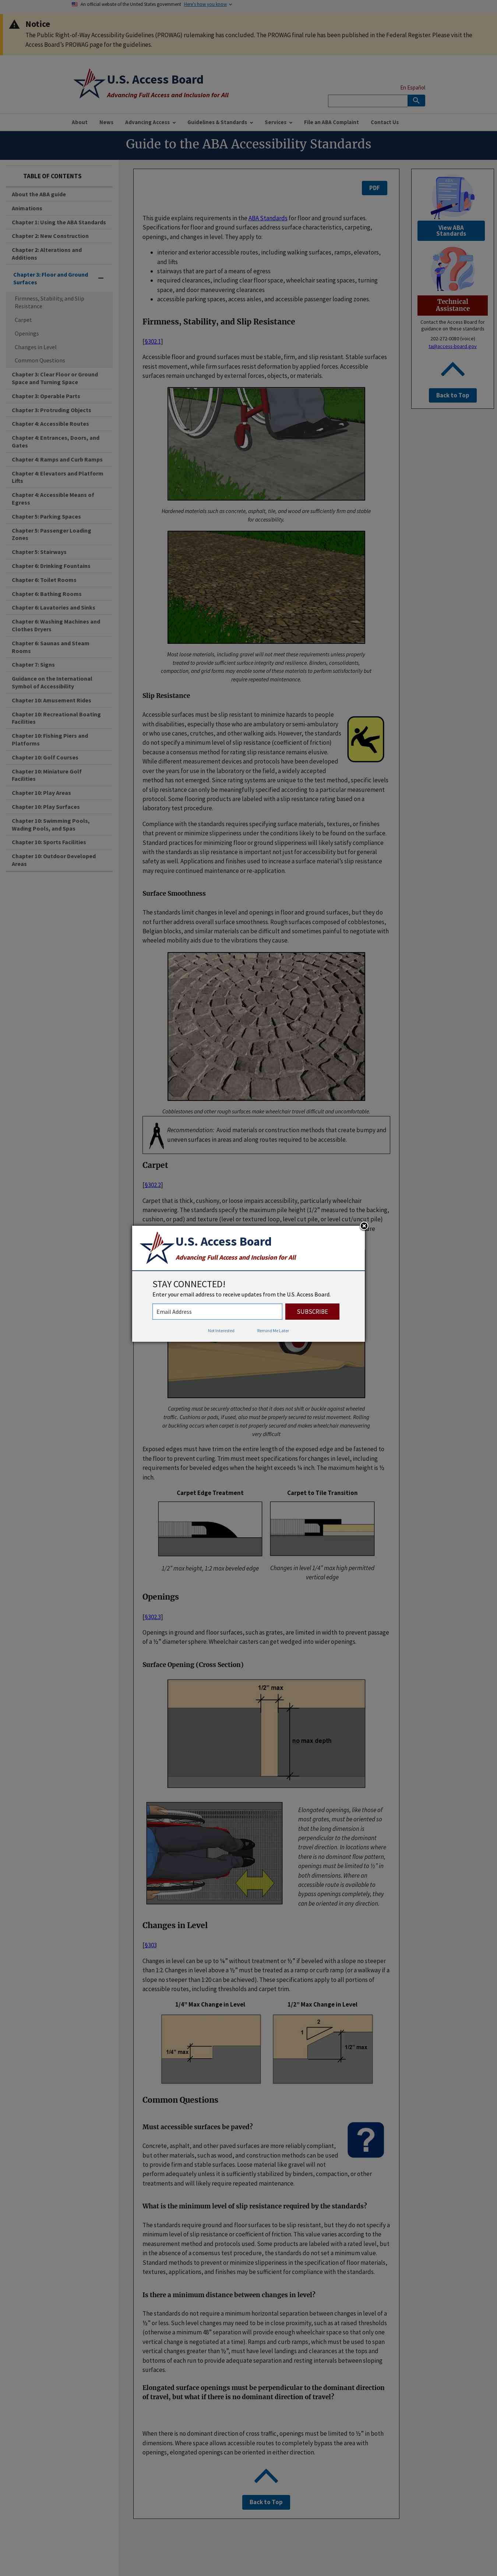 An official website of the United States government Here's how you know
Notice
The Public Right-of-Way Accessibility Guidelines (PROWAG) rulemaking has concluded. The PROWAG final rule has been published in the Federal Register. Please visit the
Access Board's PROWAG page for the guidelines.
U.S. Access Board
Advancing Full Access and Inclusion for All
En Español
About News Advancing Access Guidelines & Standards Services File an ABA Complaint Contact Us
Guide to the ABA Accessibility Standards
TABLE OF CONTENTS
About the ABA guide
Animations
Chapter 1: Using the ABA Standards
Chapter 2: New Construction
Chapter 2: Alterations and
Additions
Chapter 3: Floor and Ground
Surfaces
Firmness, Stability, and Slip
Resistance
Carpet
Openings
Changes in Level
Common Questions
Chapter 3: Clear Floor or Ground
Space and Turning Space
Chapter 3: Operable Parts
Chapter 3: Protruding Objects
Chapter 4: Accessible Routes
Chapter 4: Entrances, Doors, and
Gates
Chapter 4: Ramps and Curb Ramps
Chapter 4: Elevators and Platform
Lifts
Chapter 4: Accessible Means of
Egress
Chapter 5: Parking Spaces
Chapter 5: Passenger Loading
Zones
Chapter 5: Stairways
Chapter 6: Drinking Fountains
Chapter 6: Toilet Rooms
Chapter 6: Bathing Rooms
Chapter 6: Lavatories and Sinks
Chapter 6: Washing Machines and
Clothes Dryers
Chapter 6: Saunas and Steam
Rooms
Chapter 7: Signs
Guidance on the International
Symbol of Accessibility
Chapter 10: Amusement Rides
Chapter 10: Recreational Boating
Facilities
Chapter 10: Fishing Piers and
Platforms
Chapter 10: Golf Courses
Chapter 10: Miniature Golf
Facilities
Chapter 10: Play Areas
Chapter 10: Play Surfaces
Chapter 10: Swimming Pools,
Wading Pools, and Spas
Chapter 10: Sports Facilities
Chapter 10: Outdoor Developed
Areas
PDF
This guide explains requirements in the ABA Standards for floor and ground surfaces.
Specifications for floor and ground surfaces address surface characteristics, carpeting,
openings, and changes in level. They apply to:
interior and exterior accessible routes, including walking surfaces, ramps, elevators,
and lifts
stairways that are part of a means of egress
required clearances, including clear floor space, wheelchair seating spaces, turning
space, and door maneuvering clearances
accessible parking spaces, access aisles, and accessible passenger loading zones.
Firmness, Stability, and Slip Resistance
[§302.1]
Accessible floor and ground surfaces must be stable, firm, and slip resistant. Stable surfaces
resist movement, while firm surfaces resist deformation by applied forces. Accessible
surfaces remain unchanged by external forces, objects, or materials.
Hardened materials such as concrete, asphalt, tile, and wood are sufficiently firm and stable
for accessibility.
Most loose materials, including gravel will not meet these requirements unless properly
treated to provide sufficient surface integrity and resilience. Binders, consolidants,
compaction, and grid forms may enable some of these materials to perform satisfactorily but
require repeated maintenance.
Slip Resistance
Accessible surfaces must be slip resistant to minimize hazards to people
with disabilities, especially those who are ambulatory or semi-ambulatory
or who use canes, crutches, and other walking aids. However, the standards
do not specify a minimum level of slip resistance (coefficient of friction)
because a consensus method for rating slip resistance remains elusive.
While different measurement devices and protocols have been developed
over the years for use in the laboratory or the field, a widely accepted
method has not emerged. Since rating systems are unique to the test method, specific levels
of slip resistance can only be meaningfully specified according to a particular measurement
protocol. Some flooring products are labeled with a slip resistance rating based on a
laboratory test procedure.
Compliance with the standards requires specifying surface materials, textures, or finishes
that prevent or minimize slipperiness under the conditions likely to be found on the surface.
Standard practices for minimizing floor or ground slipperiness will likely satisfy compliance
with the standards as slip resistance is important not just for accessibility but for general
safety as well. Applications and finishes used to increase a surface material's slip resistance
may require continued maintenance or re-application.
Surface Smoothness
The standards limit changes in level and openings in floor and ground surfaces, but they do
not further address overall surface smoothness. Rough surfaces composed of cobblestones,
Belgian blocks, and similar materials can be difficult and sometimes painful to negotiate with
wheeled mobility aids due to the vibrations they cause.
Cobblestones and other rough surfaces make wheelchair travel difficult and uncomfortable
Recommendation: Avoid materials or construction methods that create bumpy and
uneven surfaces in areas and along routes required to be accessible.
Carpet
[§302.2]
Carpet that is thick, cushiony, or loose impairs accessibility, particularly wheelchair
maneuvering. The standards specify the maximum pile height (1/2" measured to the backing,
cushion, or pad) and texture (level or textured loop, level cut pile, or level cut/uncut pile)
U.S. Access Board
Advancing Full Access and Inclusion for All
STAY CONNECTED!
Enter your email address to receive updates from the U.S. Access Board.
Email Address
SUBSCRIBE
Not Interested Remind Me Later
Carpeting must be securely attached so that it does not shift or buckle against wheeled
traffic. Cushions or pads, if used, also must be properly secured to resist movement. Rolling
or buckling occurs when carpet is not properly secured and makes wheelchair maneuvering
very difficult.
Exposed edges must have trim on the entire length of the exposed edge and be fastened to
the floor to prevent curling. Trim must meet specifications for changes in level, including
requirements for beveled edges when the height exceeds ¼ inch. The maximum height is ½
inch.
Carpet Edge Treatment
Carpet to Tile Transition
1/2" max height, 1:2 max beveled edge
Changes in level 1/4" max high permitted
vertical edge
Openings
[§302.3]
Openings in ground and floor surfaces, such as grates, are limited in width to prevent passage
of a ½" diameter sphere. Wheelchair casters can get wedged into wider openings.
Surface Opening (Cross Section)
1/2" max
no max depth
Elongated openings, like those of
most grates, must be oriented so
that the long dimension is
perpendicular to the dominant
travel direction. In locations where
there is no dominant flow pattern,
openings must be limited to ½" in
both dimensions. Where an
accessible route is available to
bypass openings completely, they
can be oriented in any direction.
Changes in Level
[§303
Changes in level can be up to ¼" without treatment or ½" if beveled with a slope no steeper
than 1:2. Changes in level above a ½" must be treated as a ramp or curb ramp (or a walkway if a
slope no steeper than 1:20 can be achieved). These specifications apply to all portions of
accessible routes, including thresholds and carpet trim.
1/4" Max Change in Level
1/2" Max Change in Level
1/4" max
2
1
1/2" max
Common Questions
Must accessible surfaces be paved?
Concrete, asphalt, and other paved surfaces are more reliably compliant,
but other materials, such as wood, and construction methods can be used
to provide firm and stable surfaces. Loose material like gravel will not
perform adequately unless it is sufficiently stabilized by binders, compaction, or other
treatments and will likely require repeated maintenance.
What is the minimum level of slip resistance required by the standards?
The standards require ground and floor surfaces to be slip resistant, but they do not specify a
minimum level of slip resistance or coefficient of friction. This value varies according to the
measurement method and protocols used. Some products are labeled with a rated level, but
in the absence of a consensus test procedure, the standards do not set a minimum value.
Standard methods to prevent or minimize slipperiness in the specification of floor materials,
textures, applications, and finishes may be sufficient for compliance with the standards.
Is there a minimum distance between changes in level?
The standards do not require a minimum horizontal separation between changes in level of a
½" or less. Such level changes may need to be in close proximity, such as at raised thresholds
(otherwise a minimum 48" separation will provide enough wheelchair space so that only one
vertical change is negotiated at a time). Ramps and curb ramps, which must be used to span
vertical changes greater than ½", must have level landings and clearances at the tops and
bottoms of each run to provide adequate separation and resting intervals between sloping
surfaces.
Elongated surface openings must be perpendicular to the dominant direction
of travel, but what if there is no dominant direction of travel?
When there is no dominant direction of cross traffic, openings must be limited to ½" in both
dimensions. Where space allows accessible routes to completely bypass the area with
openings, elongated openings can be oriented in either direction.
Back to Top
View ABA
Standards
Technical
Assistance
Contact the Access Board for
guidance on these standards
202-272-0080 (voice)
ta@access-board.gov
Back to Top